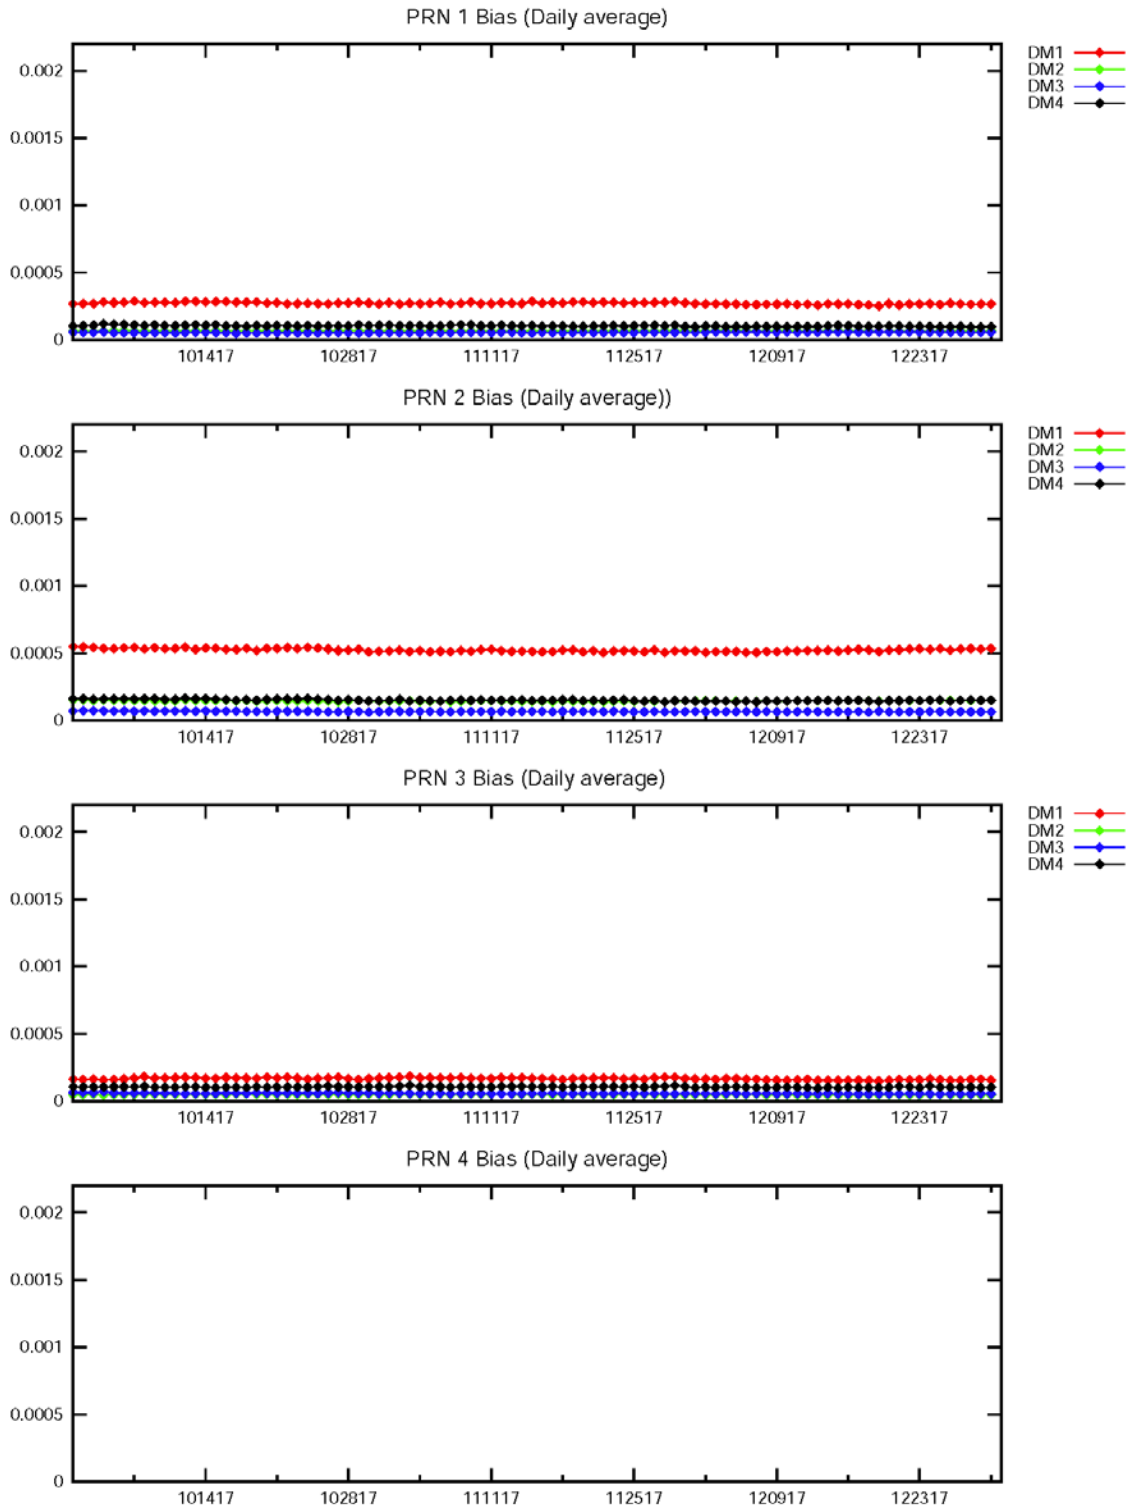 PRN 1 Bias (Daily average)
DM1
DM2
DM3
DM4
0.002
0.0015
0.001
0.0005
0
101417 102817 111117 112517 120917 122317
PRN 2 Bias (Daily average))
DM1
DM2
DM3
DM4
0.002
0.0015
0.001
0.0005
0
101417 102817 111117 112517 120917 122317
PRN 3 Bias (Daily average)
DM1
DM2
DM3
DM4
0.002
0.0015
0.001
0.0005
0
101417 102817 111117 112517 120917 122317
PRN 4 Bias (Daily average)
0.002
0.0015
0.001
0.0005
0
101417 102817 111117 112517 120917 122317